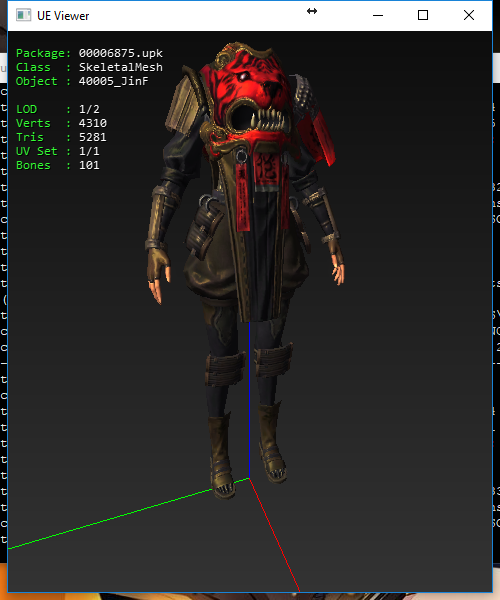 UE Viewer
Package: 00006875.upk
Class : SkeletalMesh
Object : 40005_JinF
LOD : 1/2
Verts : 4310
Tris : 5281
UV Set : 1/1
Bones : 101